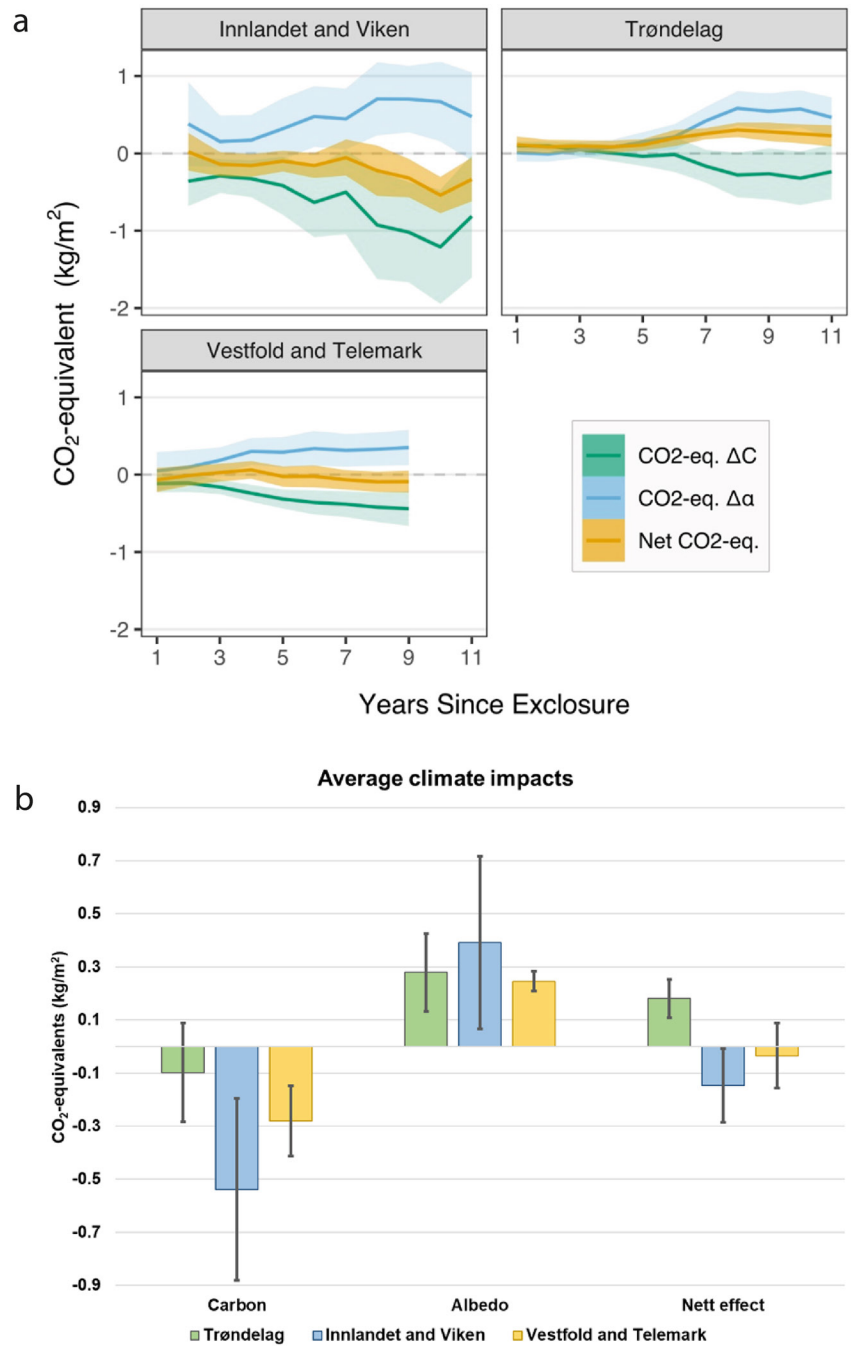 a
Innlandet and Viken
Trøndelag
CO₂-equivalent (kg/m²)
1
0
-1
-2
1 3 5 7 9 11
Vestfold and Telemark
1
0
-1
-2
1 3 5 7 9 11
CO2-eq. ΔC
CO2-eq. Δα
Net CO2-eq.
Years Since Exclosure
b
Average climate impacts
CO₂-equivalents (kg/m²)
0.9
0.7
0.5
0.3
0.1
-0.1
-0.3
-0.5
-0.7
-0.9
Carbon Albedo Nett effect
Trøndelag Innlandet and Viken Vestfold and Telemark